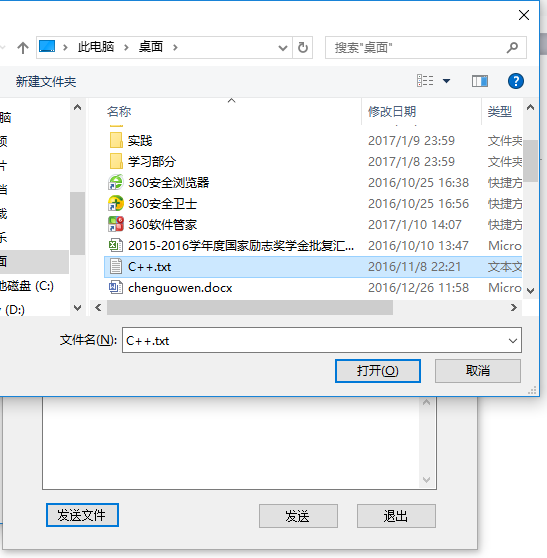 此电脑 › 桌面 ›
搜索"桌面"
新建文件夹
名称 修改日期 类型
脑
实践 2017/1/9 23:59 文件夹
频
学习部分 2017/1/8 23:59 文件夹
片
360安全浏览器 2016/10/25 16:38 快捷方
档
360安全卫士 2016/10/25 16:56 快捷方
载
360软件管家 2017/1/10 14:07 快捷方
乐
2015-2016学年度国家励志奖学金批复汇... 2016/10/10 13:47 Micro
面
C++.txt 2016/11/8 22:21 文本文
地磁盘 (C:)
chenguowen.docx 2016/12/26 11:58 Micro
(D:)
文件名(N): C++.txt
打开(O) 取消
发送文件 发送 退出